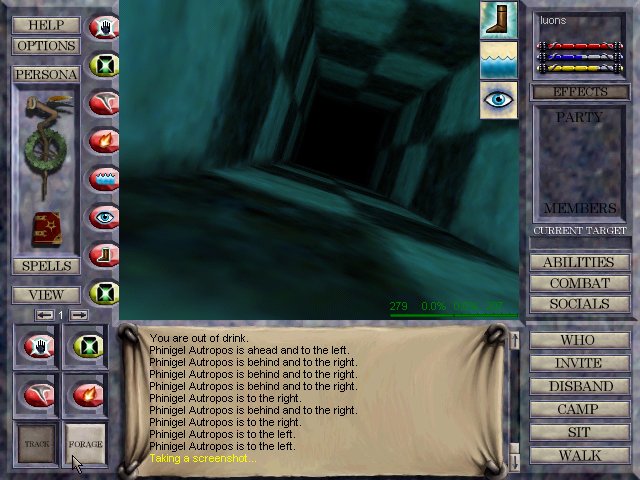 HELP
OPTIONS
PERSONA
SPELLS
VIEW
1
TRACK
FORAGE
279 0.0%
You are out of drink.
Phinigel Autropos is ahead and to the left.
Phinigel Autropos is behind and to the right.
Phinigel Autropos is behind and to the right.
Phinigel Autropos is behind and to the right.
Phinigel Autropos is to the right.
Phinigel Autropos is behind and to the right.
Phinigel Autropos is to the right.
Phinigel Autropos is to the left.
Phinigel Autropos is to the left.
Taking a screenshot...
luons
EFFECTS
PARTY
MEMBERS
CURRENT TARGET
ABILITIES
COMBAT
SOCIALS
WHO
INVITE
DISBAND
CAMP
SIT
WALK